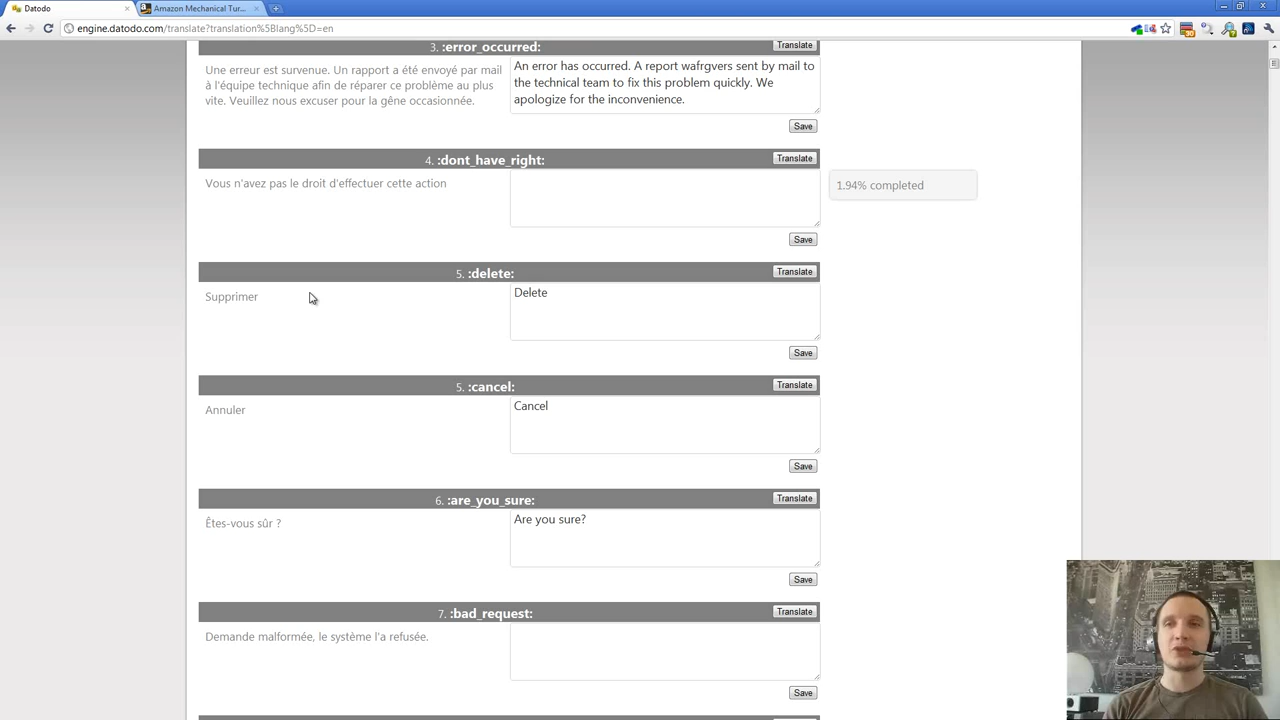 Datodo
Amazon Mechanical Tur...
engine.datodo.com/translate?translation%5Blang%5D=en
3. :error_occurred:
Translate
Une erreur est survenue. Un rapport a été envoyé par mail
à l'équipe technique afin de réparer ce problème au plus
vite. Veuillez nous excuser pour la gêne occasionnée.
An error has occurred. A report wafrgvers sent by mail to
the technical team to fix this problem quickly. We
apologize for the inconvenience.
Save
4. :dont_have_right:
Translate
Vous n'avez pas le droit d'effectuer cette action
1.94% completed
Save
5. :delete:
Translate
Supprimer
Delete
Save
5. :cancel:
Translate
Annuler
Cancel
Save
6. :are_you_sure:
Translate
Êtes-vous sûr ?
Are you sure?
Save
7. :bad_request:
Translate
Demande malformée, le système l'a refusée.
Save